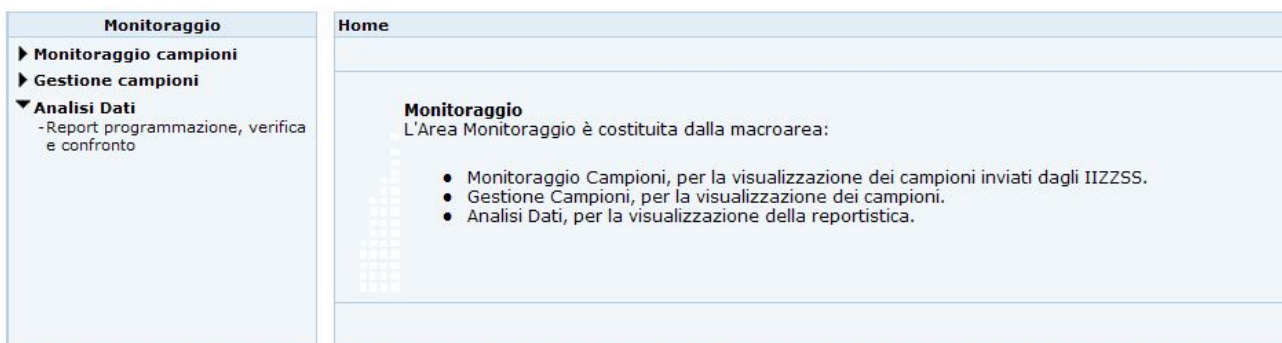 Monitoraggio
Monitoraggio campioni
Gestione campioni
Analisi Dati
-Report programmazione, verifica
e confronto
Home
Monitoraggio
L'Area Monitoraggio è costituita dalla macroarea:
● Monitoraggio Campioni, per la visualizzazione dei campioni inviati dagli IIZZSS.
● Gestione Campioni, per la visualizzazione dei campioni.
● Analisi Dati, per la visualizzazione della reportistica.